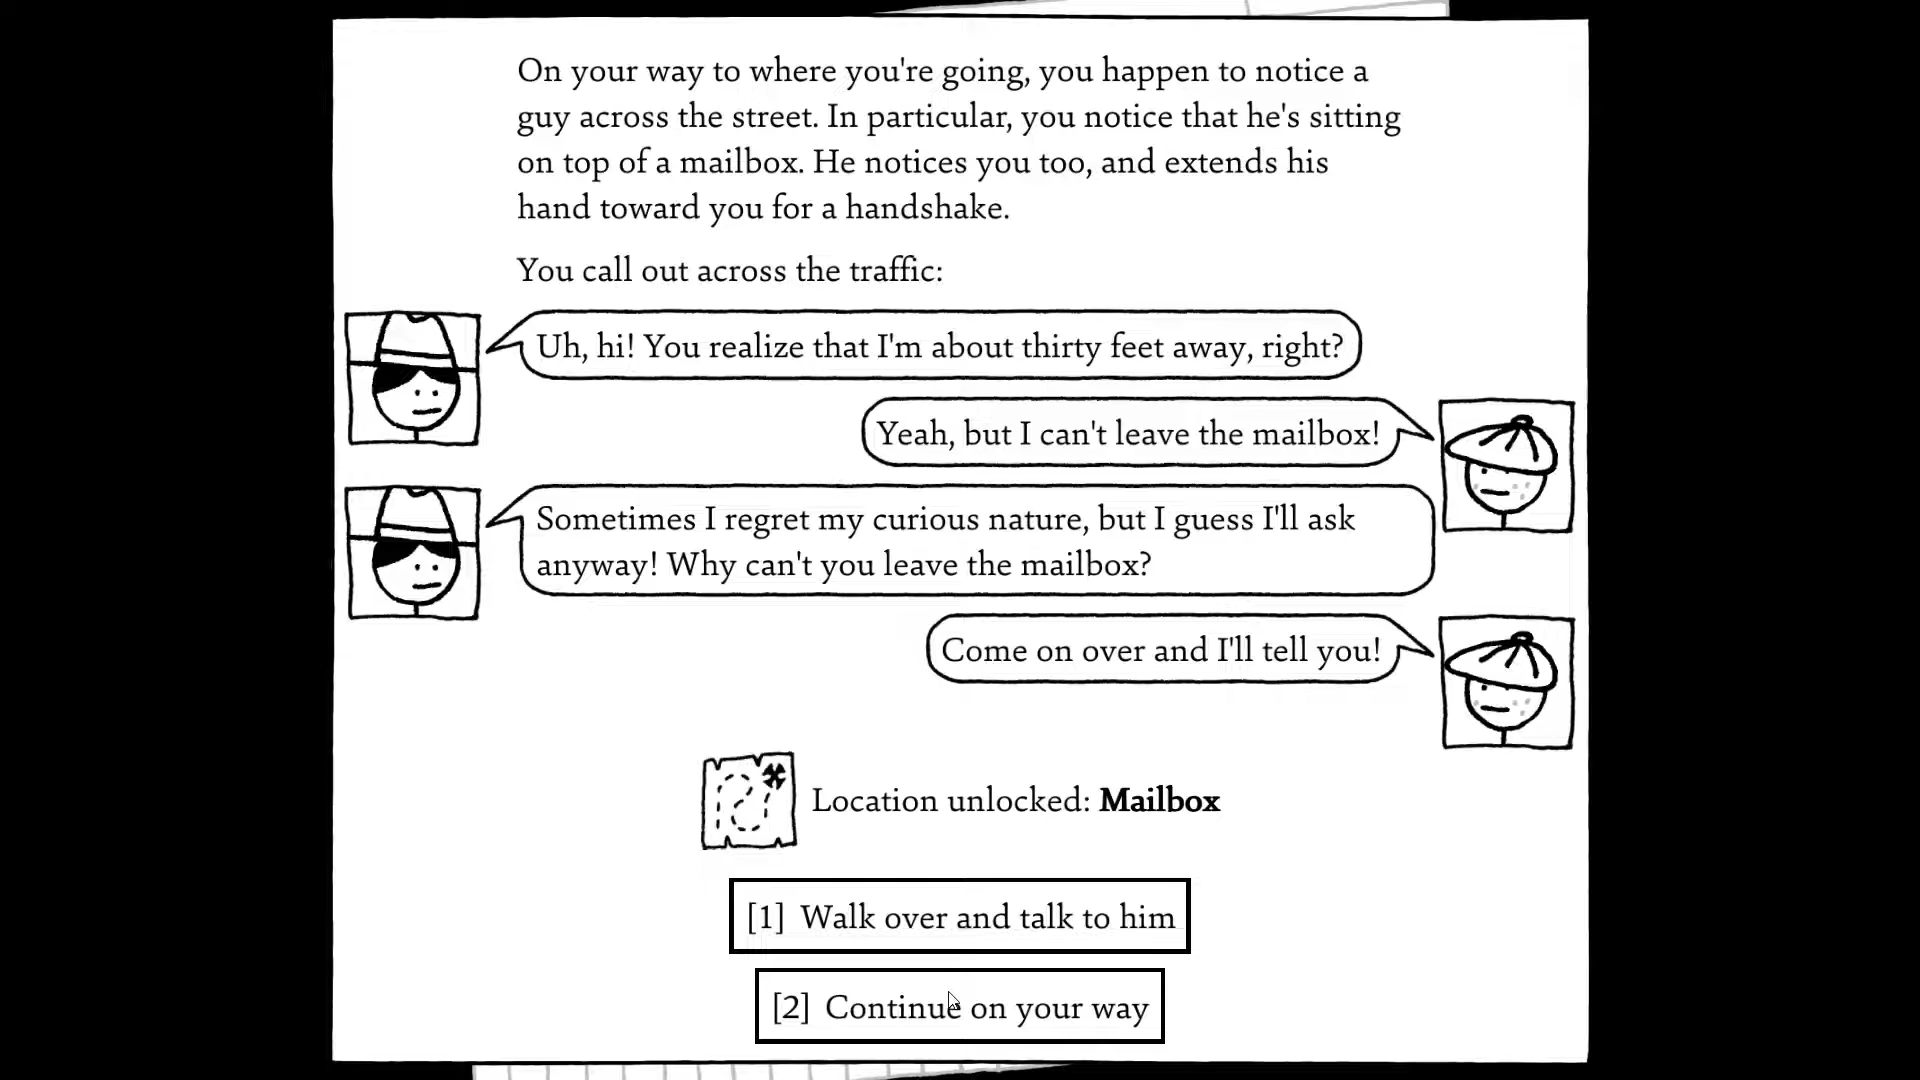 On your way to where you're going, you happen to notice a
guy across the street. In particular, you notice that he's sitting
on top of a mailbox. He notices you too, and extends his
hand toward you for a handshake.
You call out across the traffic:
Uh, hi! You realize that I'm about thirty feet away, right?
Yeah, but I can't leave the mailbox!
Sometimes I regret my curious nature, but I guess I'll ask
anyway! Why can't you leave the mailbox?
Come on over and I'll tell you!
Location unlocked: Mailbox
[1] Walk over and talk to him
[2] Continue on your way